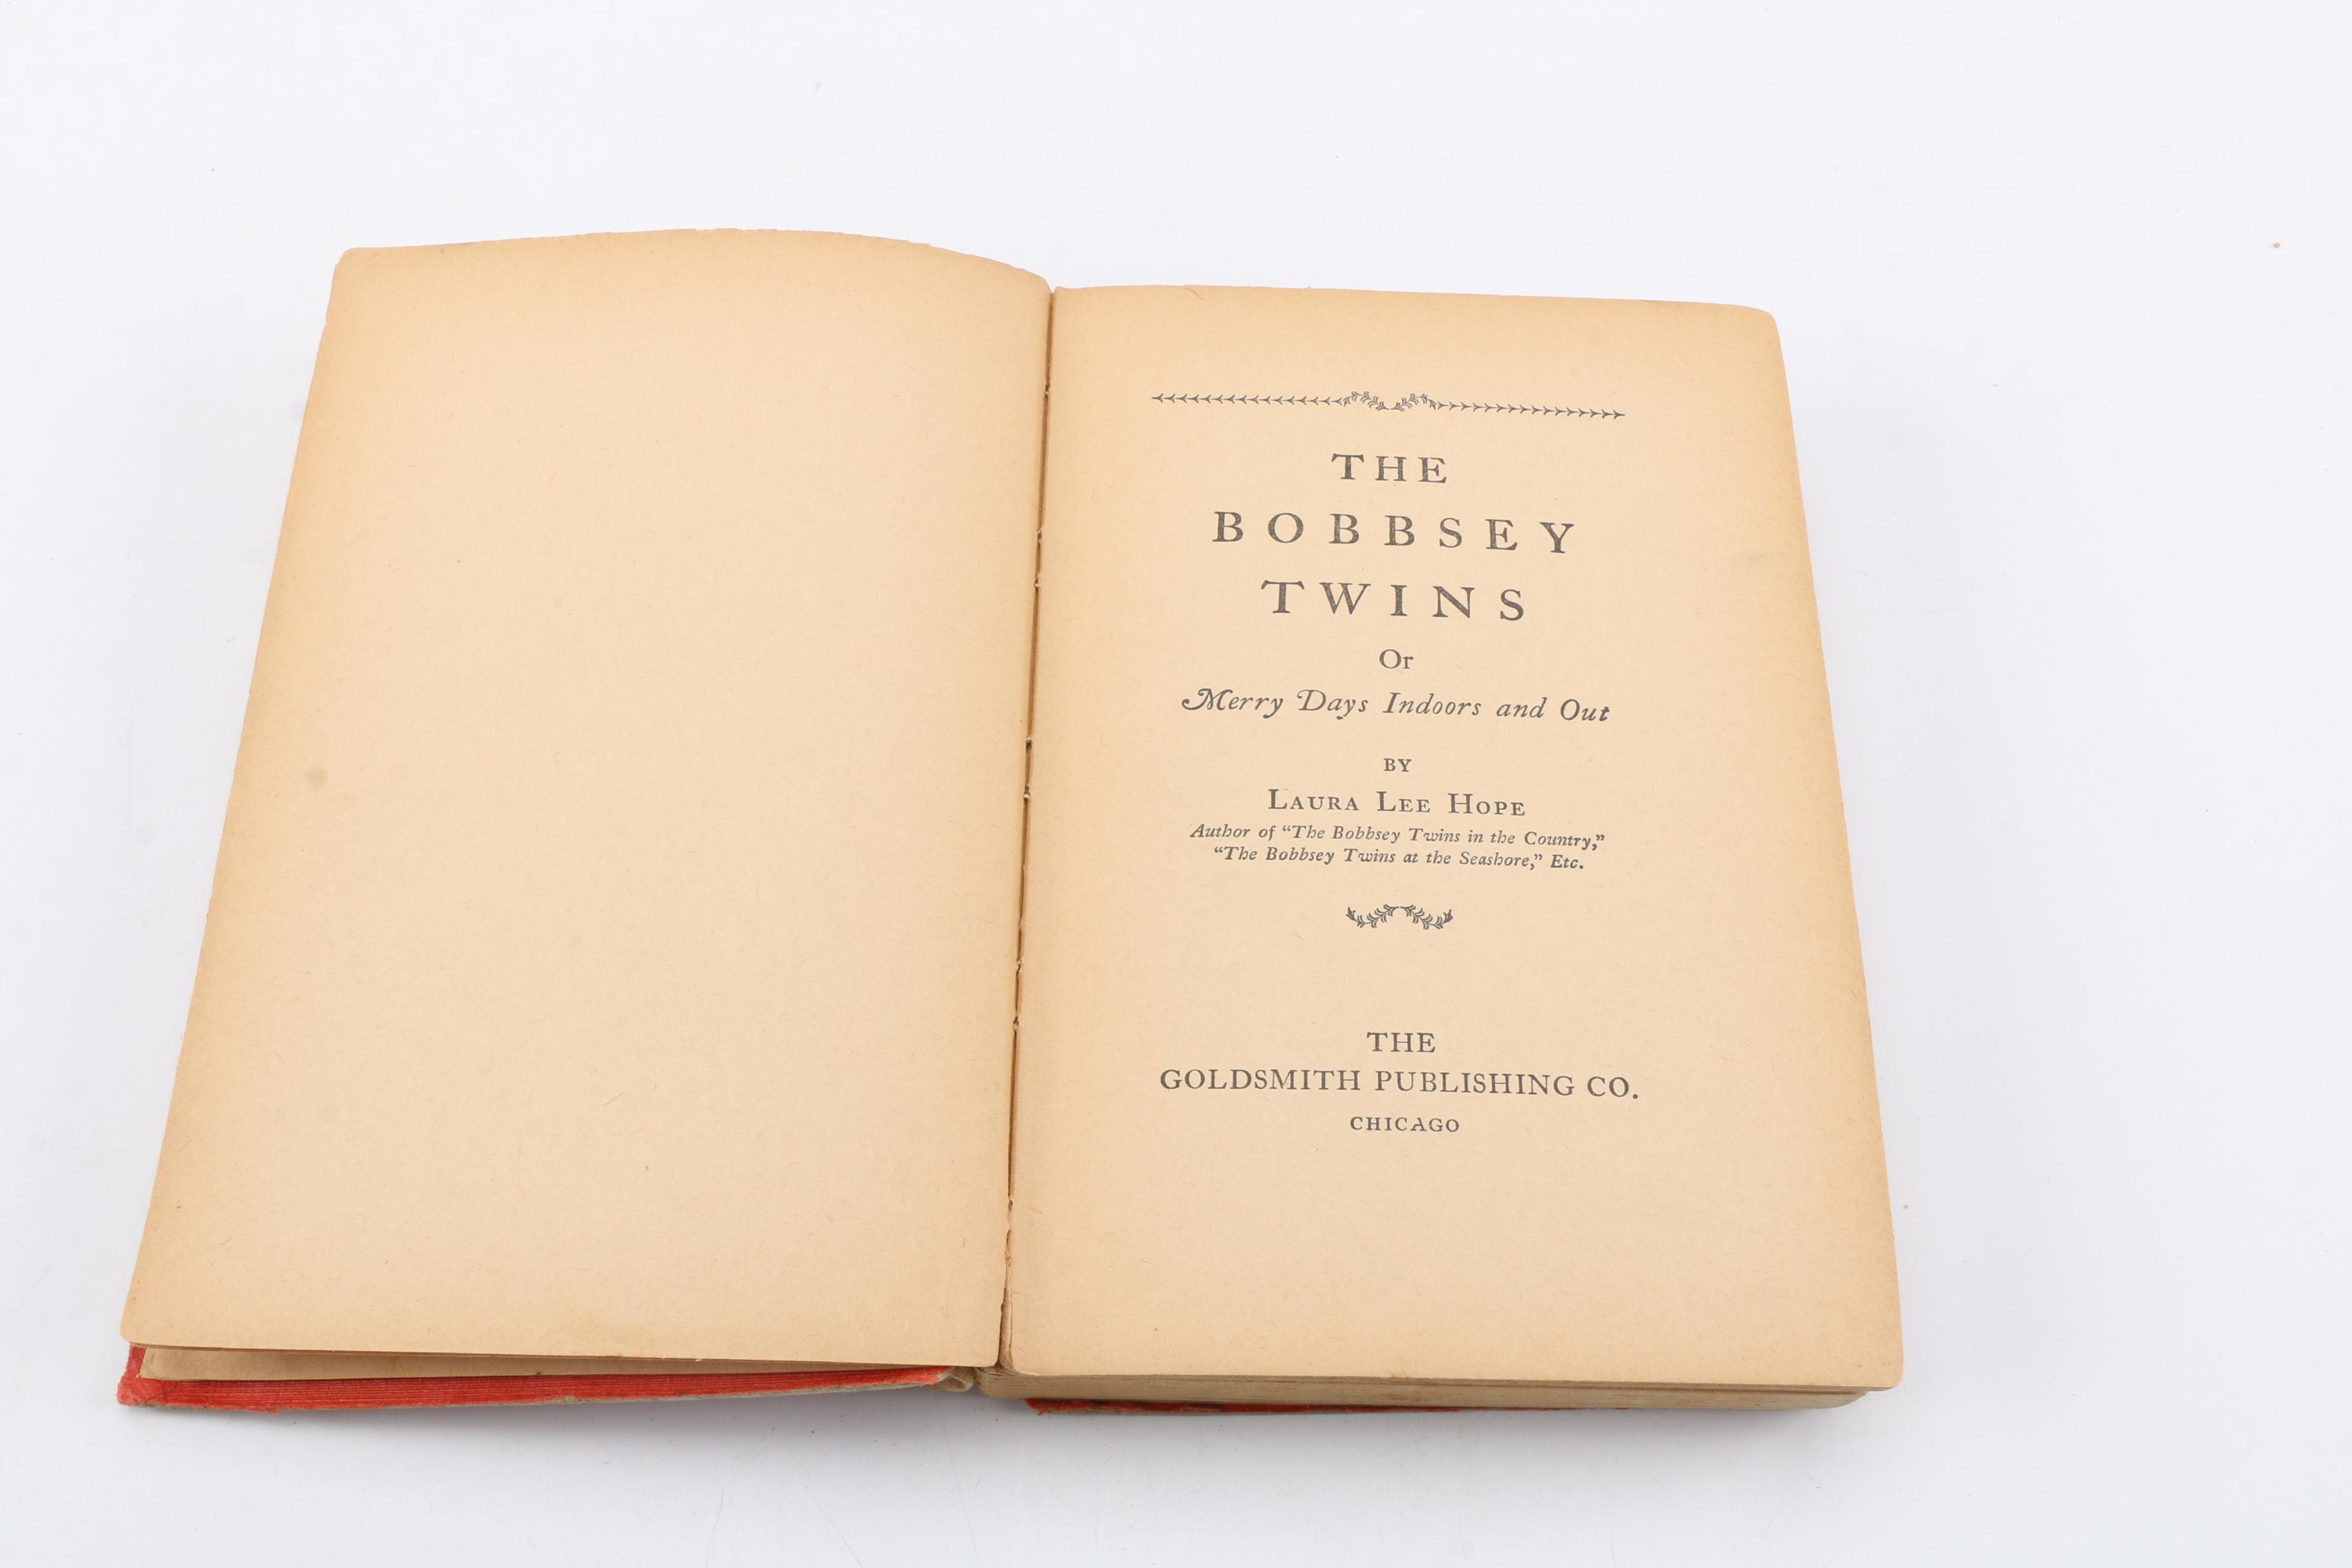 THE
BOBBSEY
TWINS
Or
Merry Days Indoors and Out
BY
LAURA LEE HOPE
Author of “The Bobbsey Twins in the Country,”
“The Bobbsey Twins at the Seashore,” Etc.
THE
GOLDSMITH PUBLISHING CO.
CHICAGO